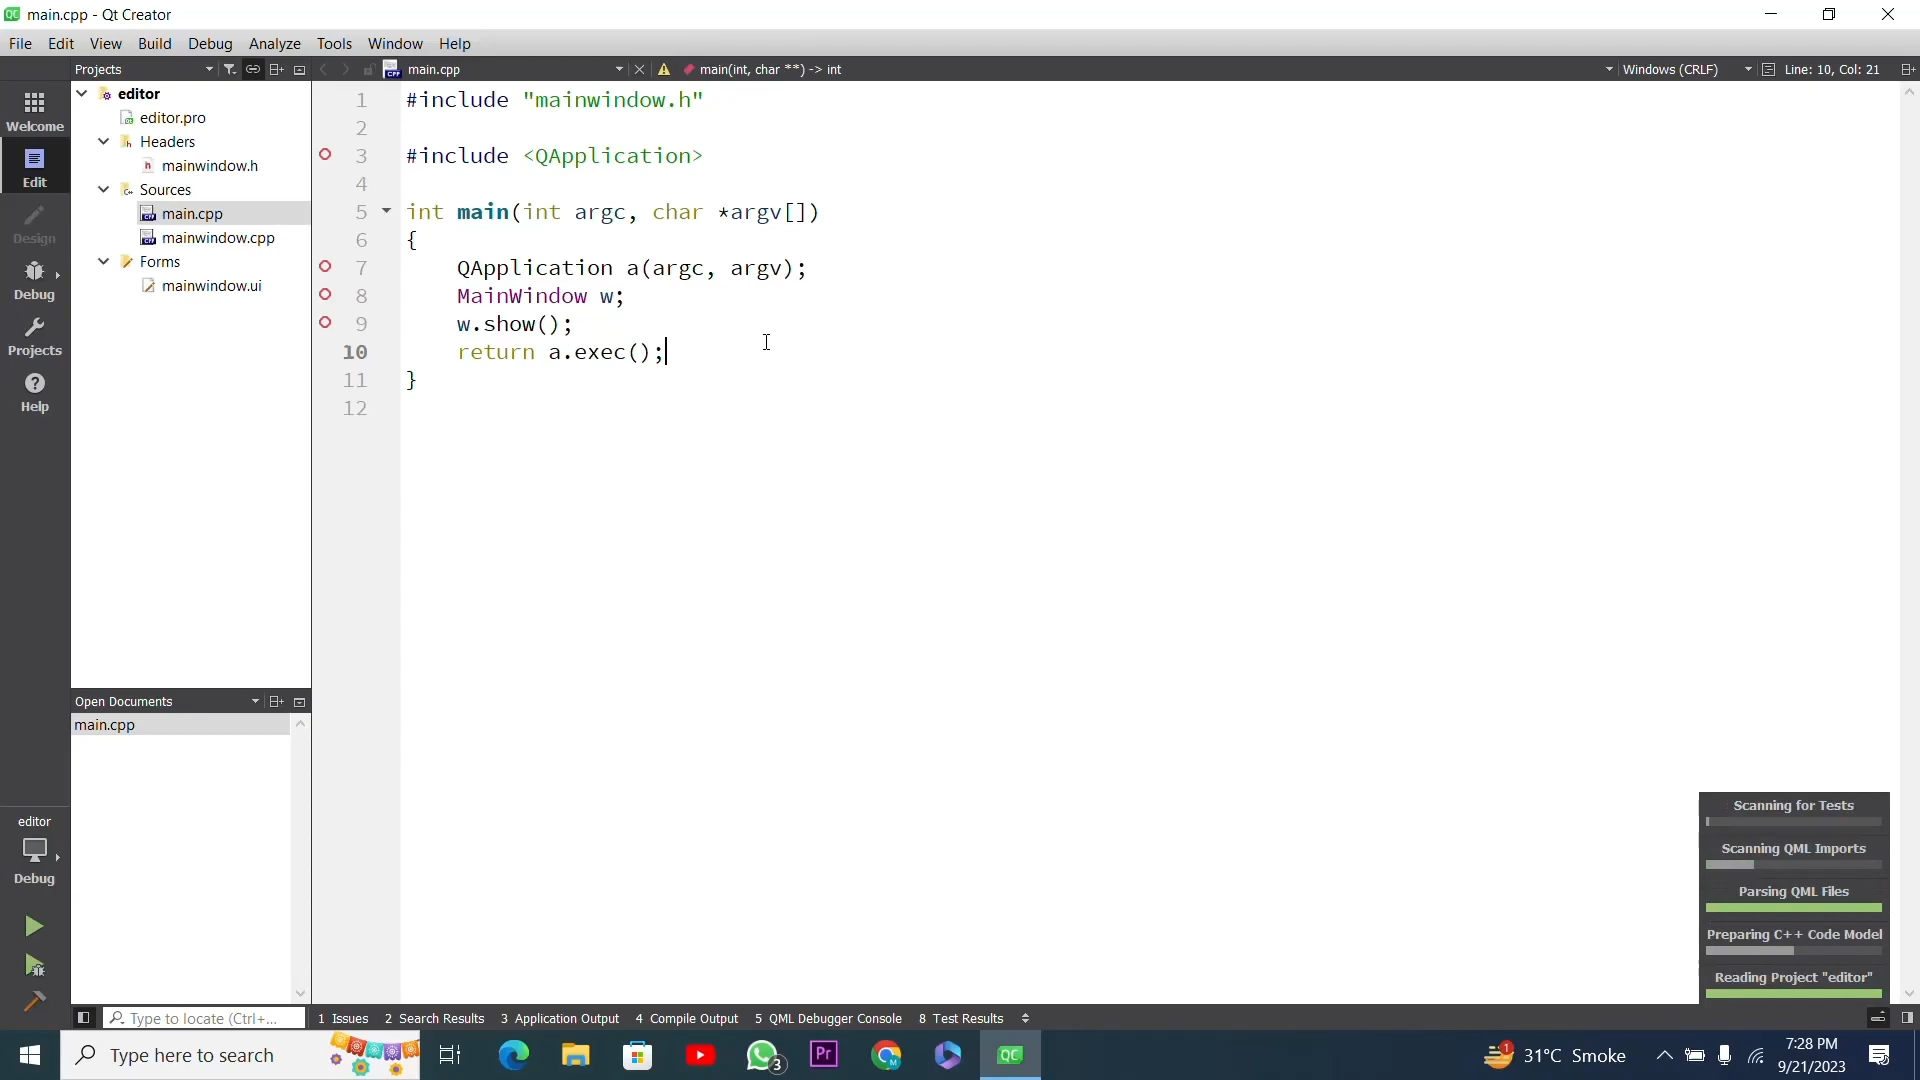 main.cpp - Qt Creator
File Edit View Build Debug Analyze Tools Window Help
Projects
main.cpp
main(int, char **) -> int
Windows (CRLF)
Line: 10, Col: 21
Welcome
Edit
Design
Debug
Projects
Help
editor
editor.pro
Headers
mainwindow.h
Sources
main.cpp
mainwindow.cpp
Forms
mainwindow.ui
1 #include "mainwindow.h"
2
3 #include <QApplication>
4
5 int main(int argc, char *argv[])
6 {
7 QApplication a(argc, argv);
8 MainWindow w;
9 w.show();
10 return a.exec();
11 }
12
Open Documents
main.cpp
editor
Debug
Scanning for Tests
Scanning QML Imports
Parsing QML Files
Preparing C++ Code Model
Reading Project "editor"
Type to locate (Ctrl+...
1 Issues 2 Search Results 3 Application Output 4 Compile Output 5 QML Debugger Console 8 Test Results
Type here to search
3
Pr
QC
1
31°C Smoke
7:28 PM
9/21/2023